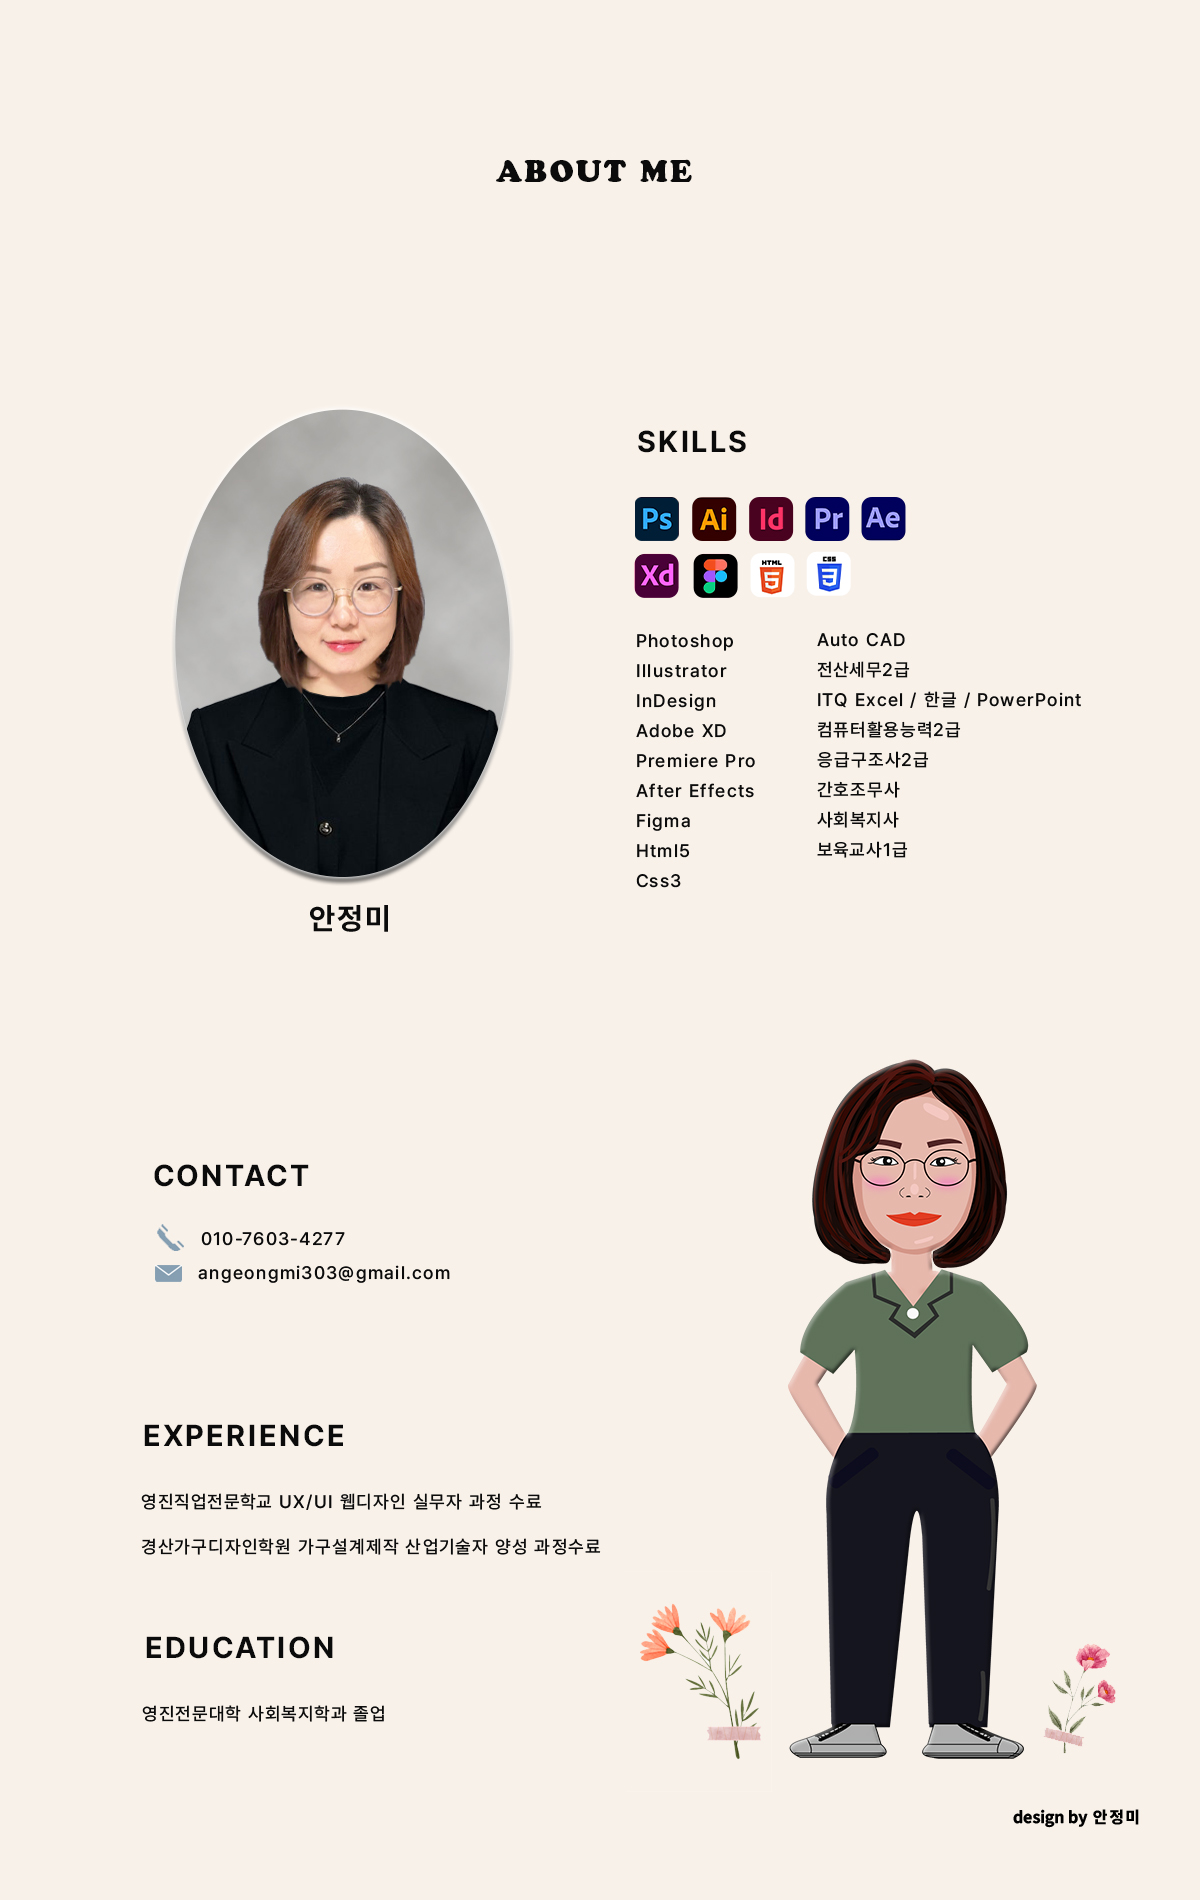 ABOUT ME
SKILLS
Ps Ai Id Pr Ae
Xd HTML 5 CSS 3
Photoshop
Illustrator
InDesign
Adobe XD
Premiere Pro
After Effects
Figma
Html5
Css3
Auto CAD
전산세무2급
ITQ Excel / 한글 / PowerPoint
컴퓨터활용능력2급
응급구조사2급
간호조무사
사회복지사
보육교사1급
안정미
CONTACT
010-7603-4277
angeongmi303@gmail.com
EXPERIENCE
영진직업전문학교 UX/UI 웹디자인 실무자 과정 수료
경산가구디자인학원 가구설계제작 산업기술자 양성 과정수료
EDUCATION
영진전문대학 사회복지학과 졸업
design by 안정미